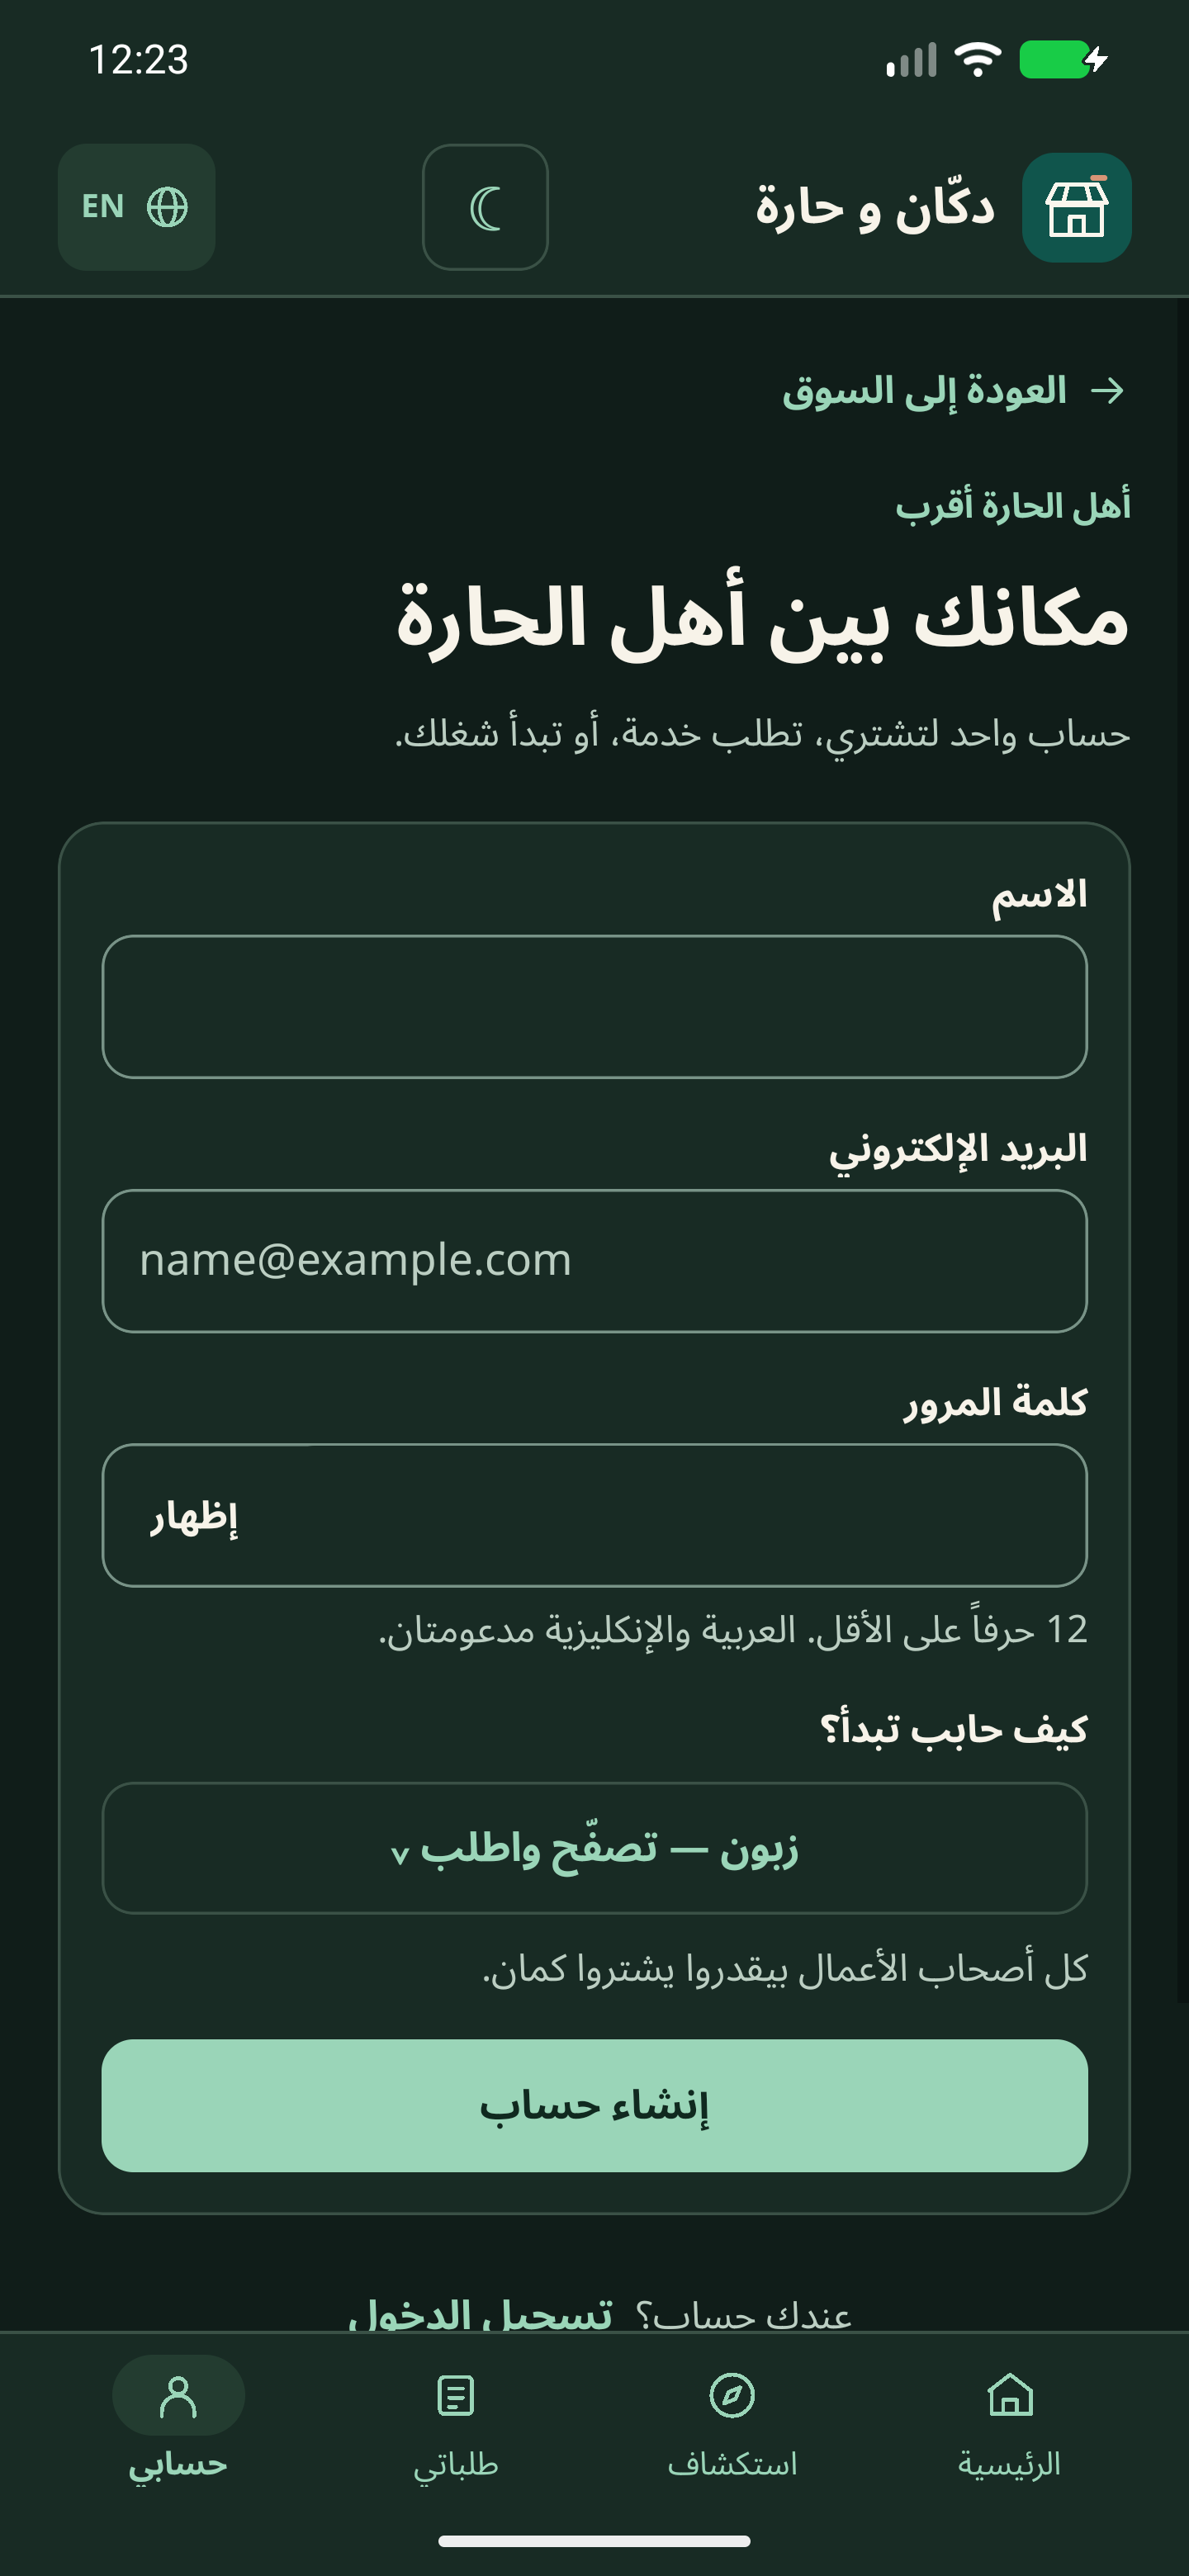 12:23
دكّان و حارة
EN
العودة إلى السوق
أهل الحارة أقرب
مكانك بين أهل الحارة
حساب واحد لتشتري، تطلب خدمة، أو تبدأ شغلك.
الاسم
البريد الإلكتروني
name@example.com
كلمة المرور
إظهار
12 حرفاً على الأقل. العربية والإنكليزية مدعومتان.
كيف حابب تبدأ؟
زبون — تصفّح واطلب
كل أصحاب الأعمال بيقدروا يشتروا كمان.
إنشاء حساب
عندك حساب؟ تسجيل الدخول
الرئيسية
استكشاف
طلباتي
حسابي